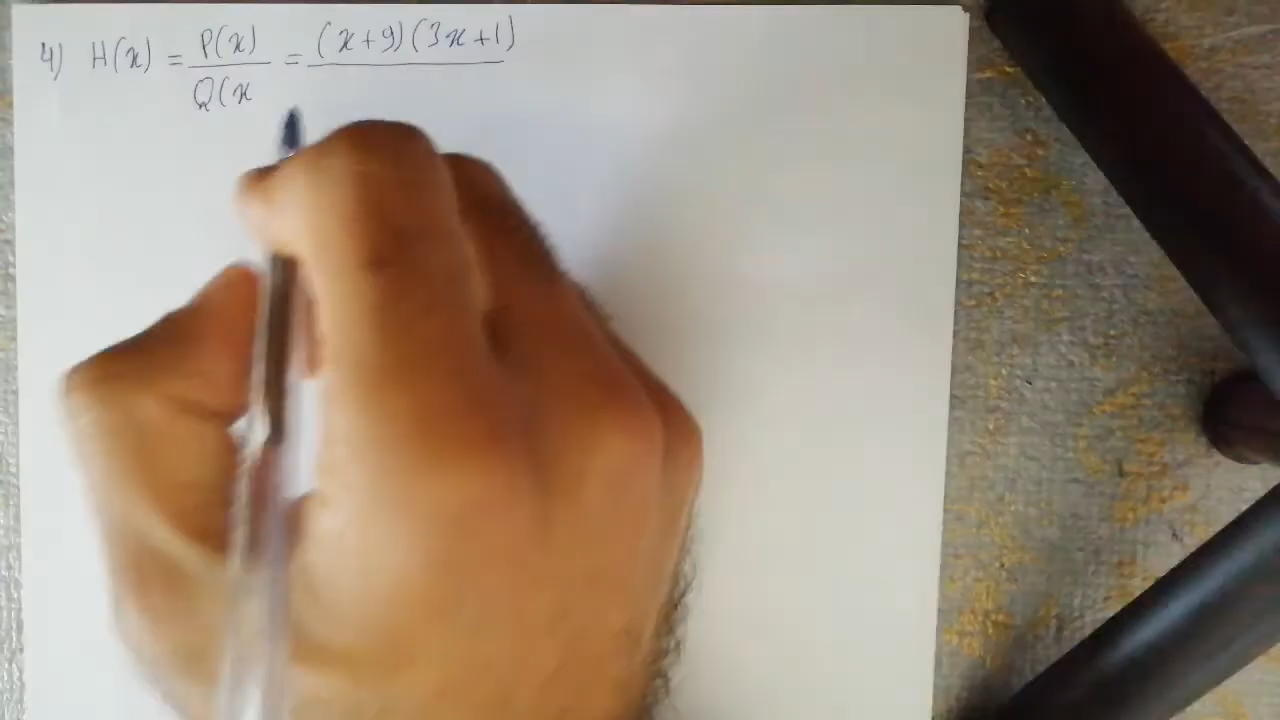 4) H(x) = P(x)/Q(x = (x+9)(3x+1)/